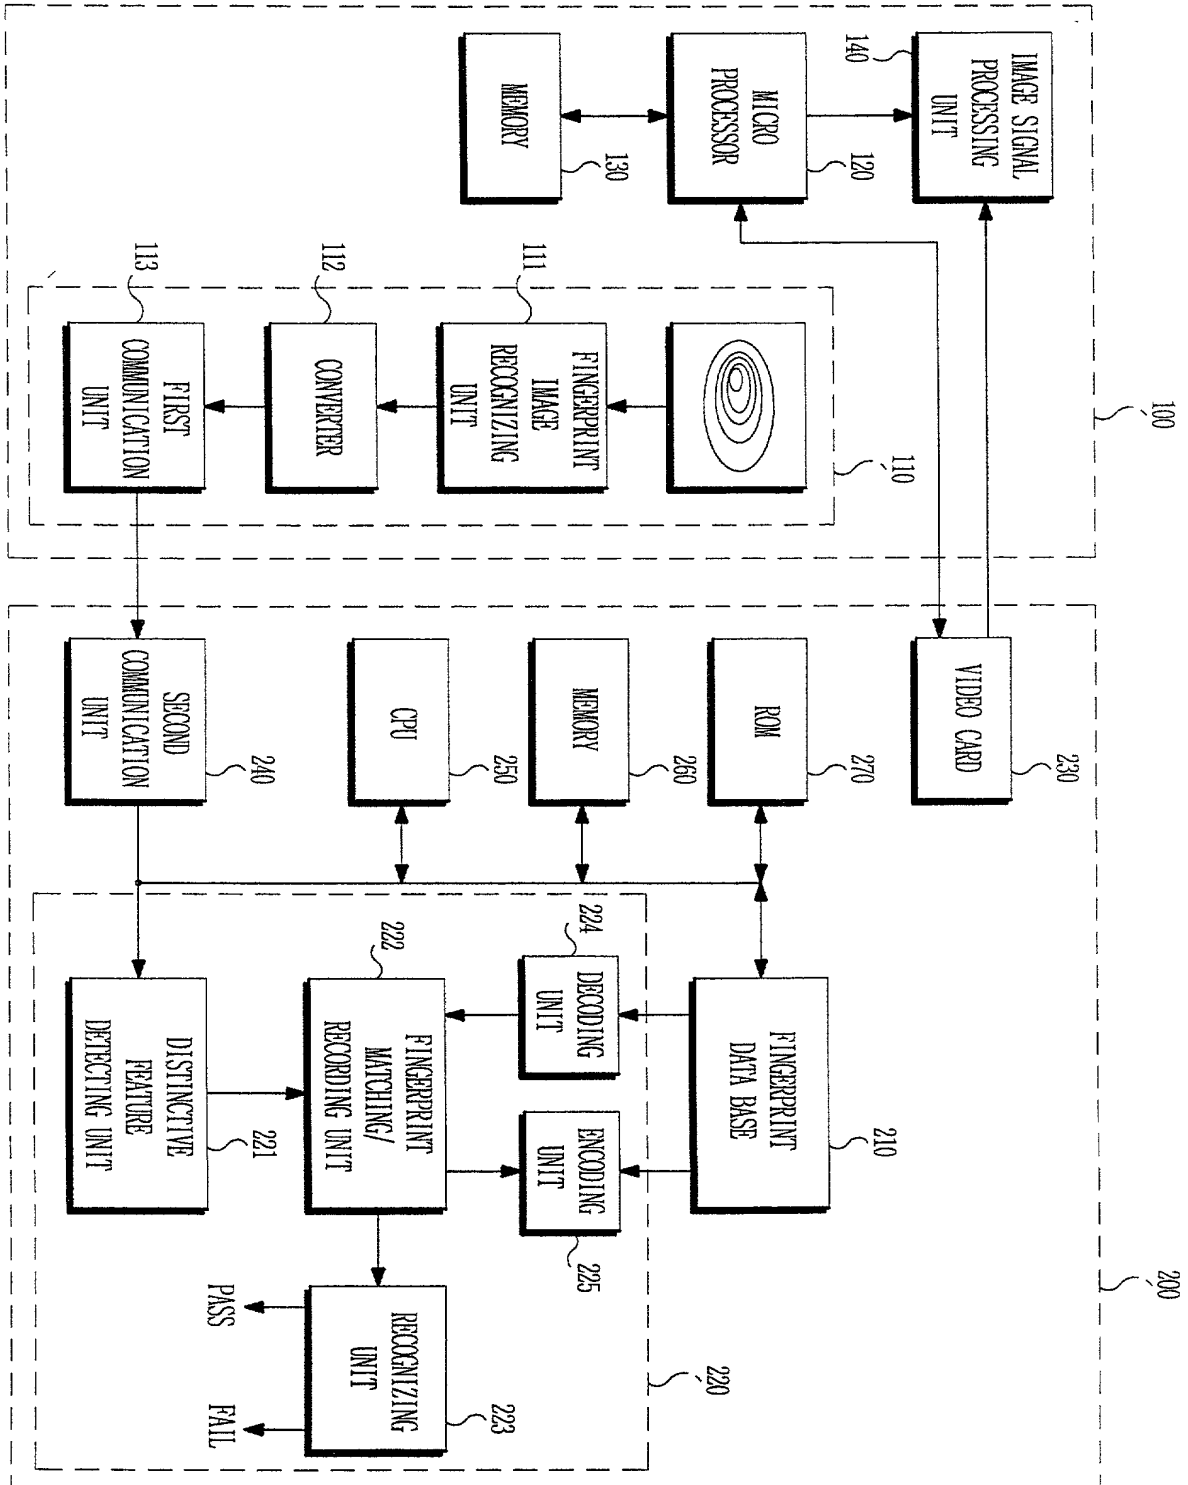 100
IMAGE SIGNAL
PROCESSING
UNIT
140
MICRO
PROCESSOR
120
MEMORY
130
110
FINGERPRINT
IMAGE
RECOGNIZING
UNIT
111
CONVERTER
112
FIRST
COMMUNICATION
UNIT
113
200
VIDEO CARD
230
ROM
270
MEMORY
260
CPU
250
SECOND
COMMUNICATION
UNIT
240
FINGERPRINT
DATA BASE
210
220
DECODING
UNIT
224
ENCODING
UNIT
225
FINGERPRINT
MATCHING/
RECORDING UNIT
222
DISTINCTIVE
FEATURE
DETECTING UNIT
221
RECOGNIZING
UNIT
223
PASS
FAIL